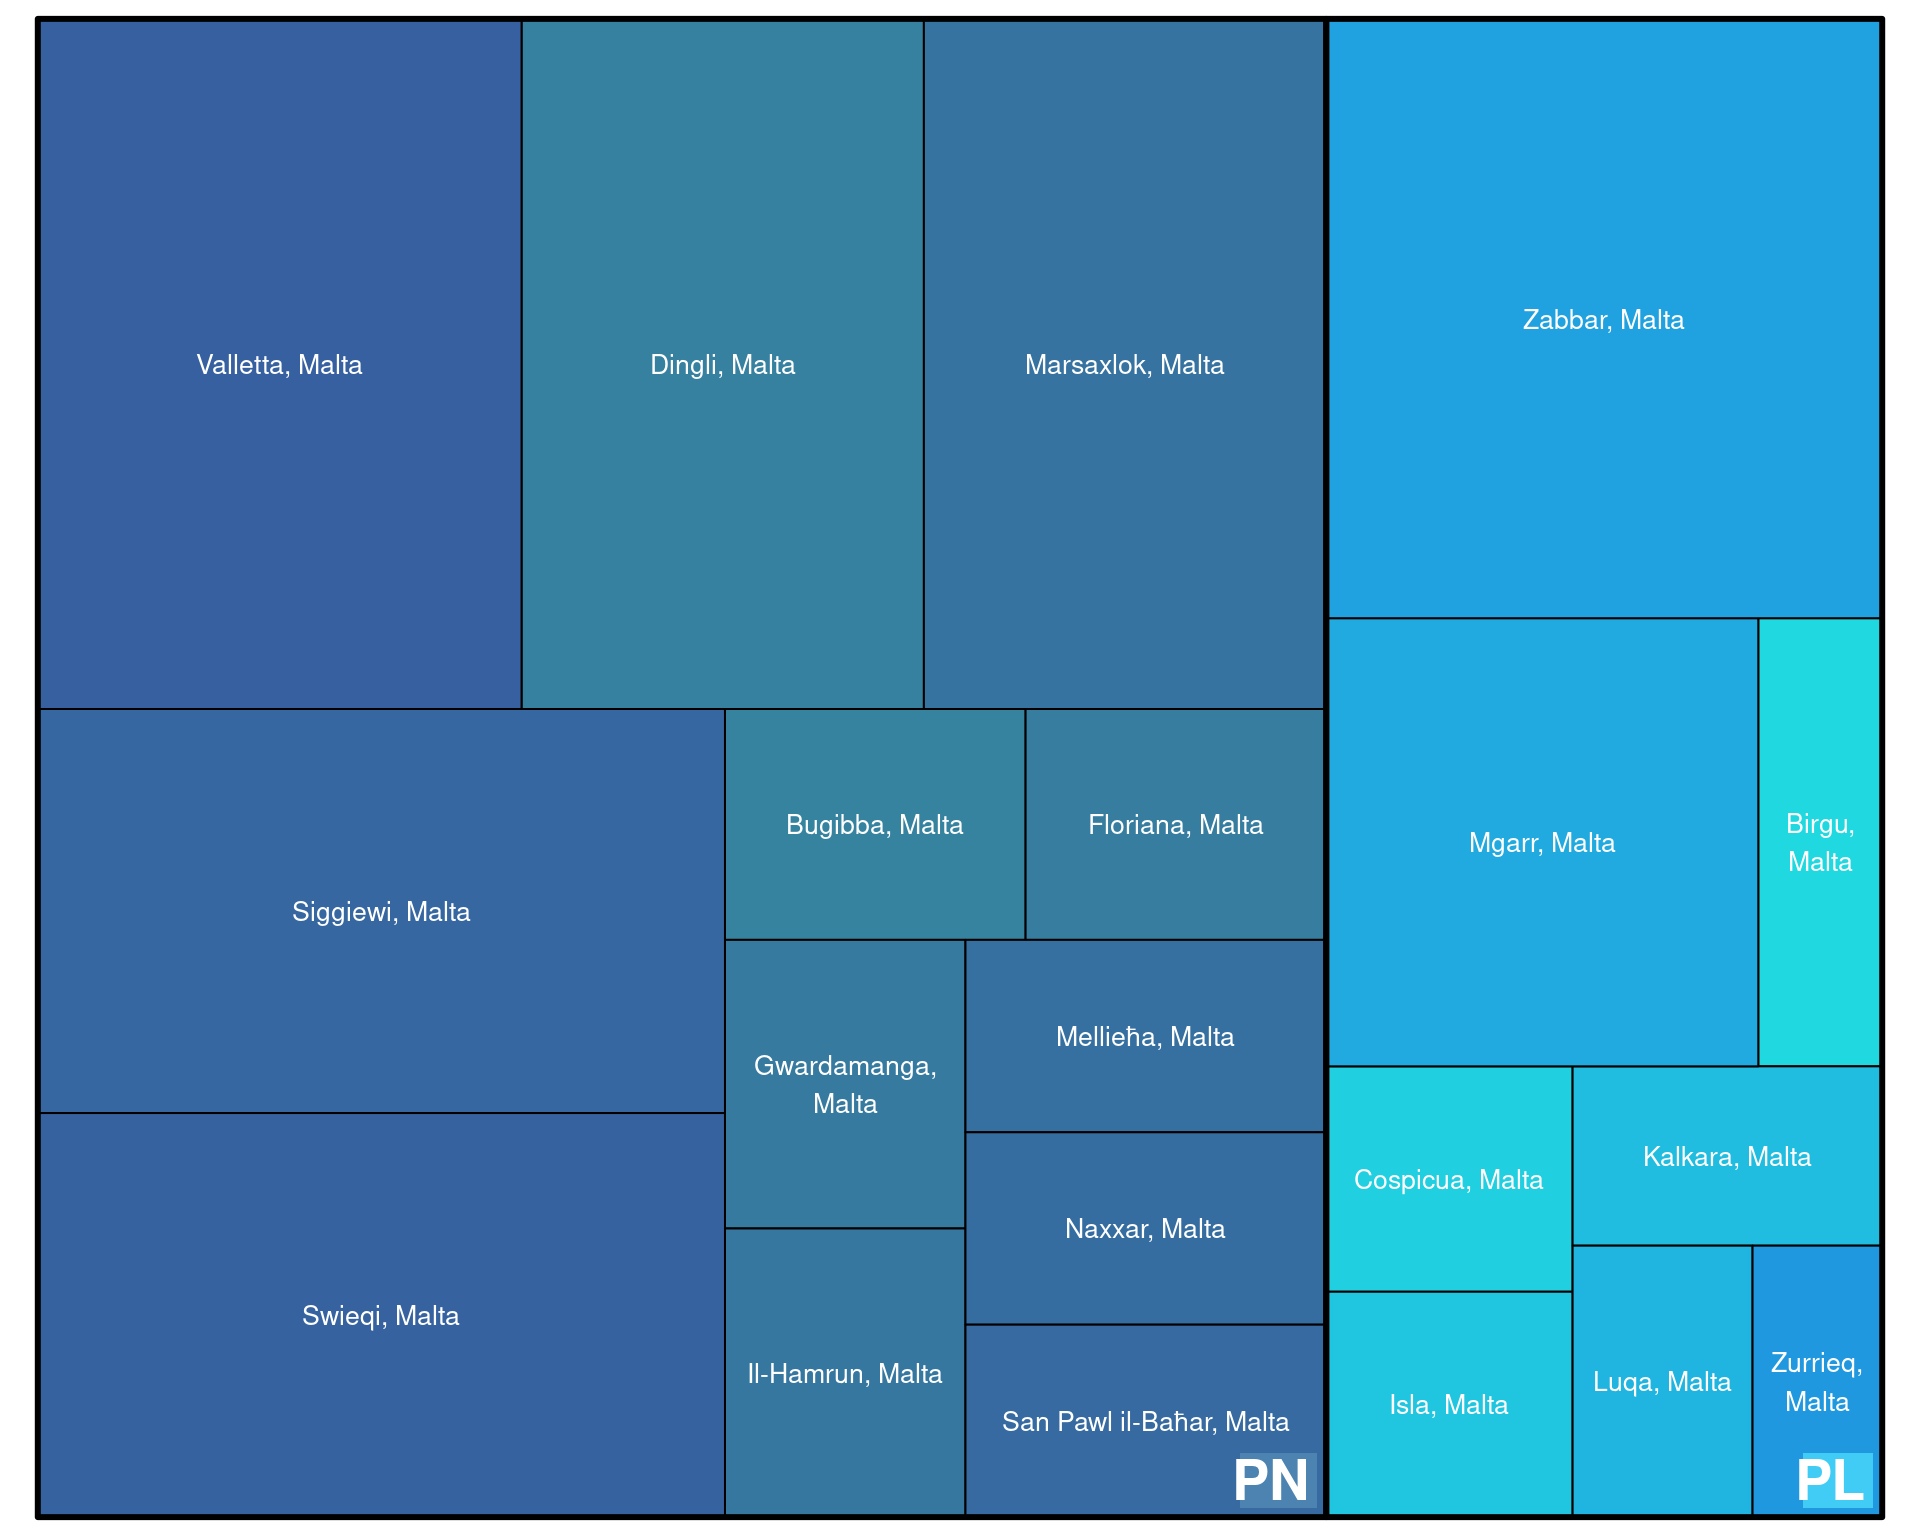 Valletta, Malta
Dingli, Malta
Marsaxlok, Malta
Zabbar, Malta
Siggiewi, Malta
Bugibba, Malta
Floriana, Malta
Mgarr, Malta
Birgu,
Malta
Gwardamanga,
Malta
Mellieħa, Malta
Naxxar, Malta
Cospicua, Malta
Kalkara, Malta
Swieqi, Malta
Il-Hamrun, Malta
San Pawl il-Baħar, Malta
Isla, Malta
Luqa, Malta
Zurrieq,
Malta
PN
PL